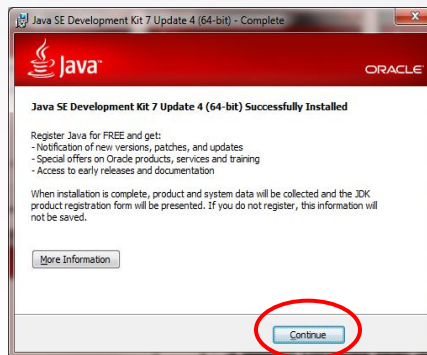 Java SE Development Kit 7 Update 4 (64-bit) - Complete
Java™
ORACLE®
Java SE Development Kit 7 Update 4 (64-bit) Successfully Installed
Register Java for FREE and get:
- Notification of new versions, patches, and updates
- Special offers on Oracle products, services and training
- Access to early releases and documentation
When installation is complete, product and system data will be collected and the JDK
product registration form will be presented. If you do not register, this information will
not be saved.
More Information
Continue